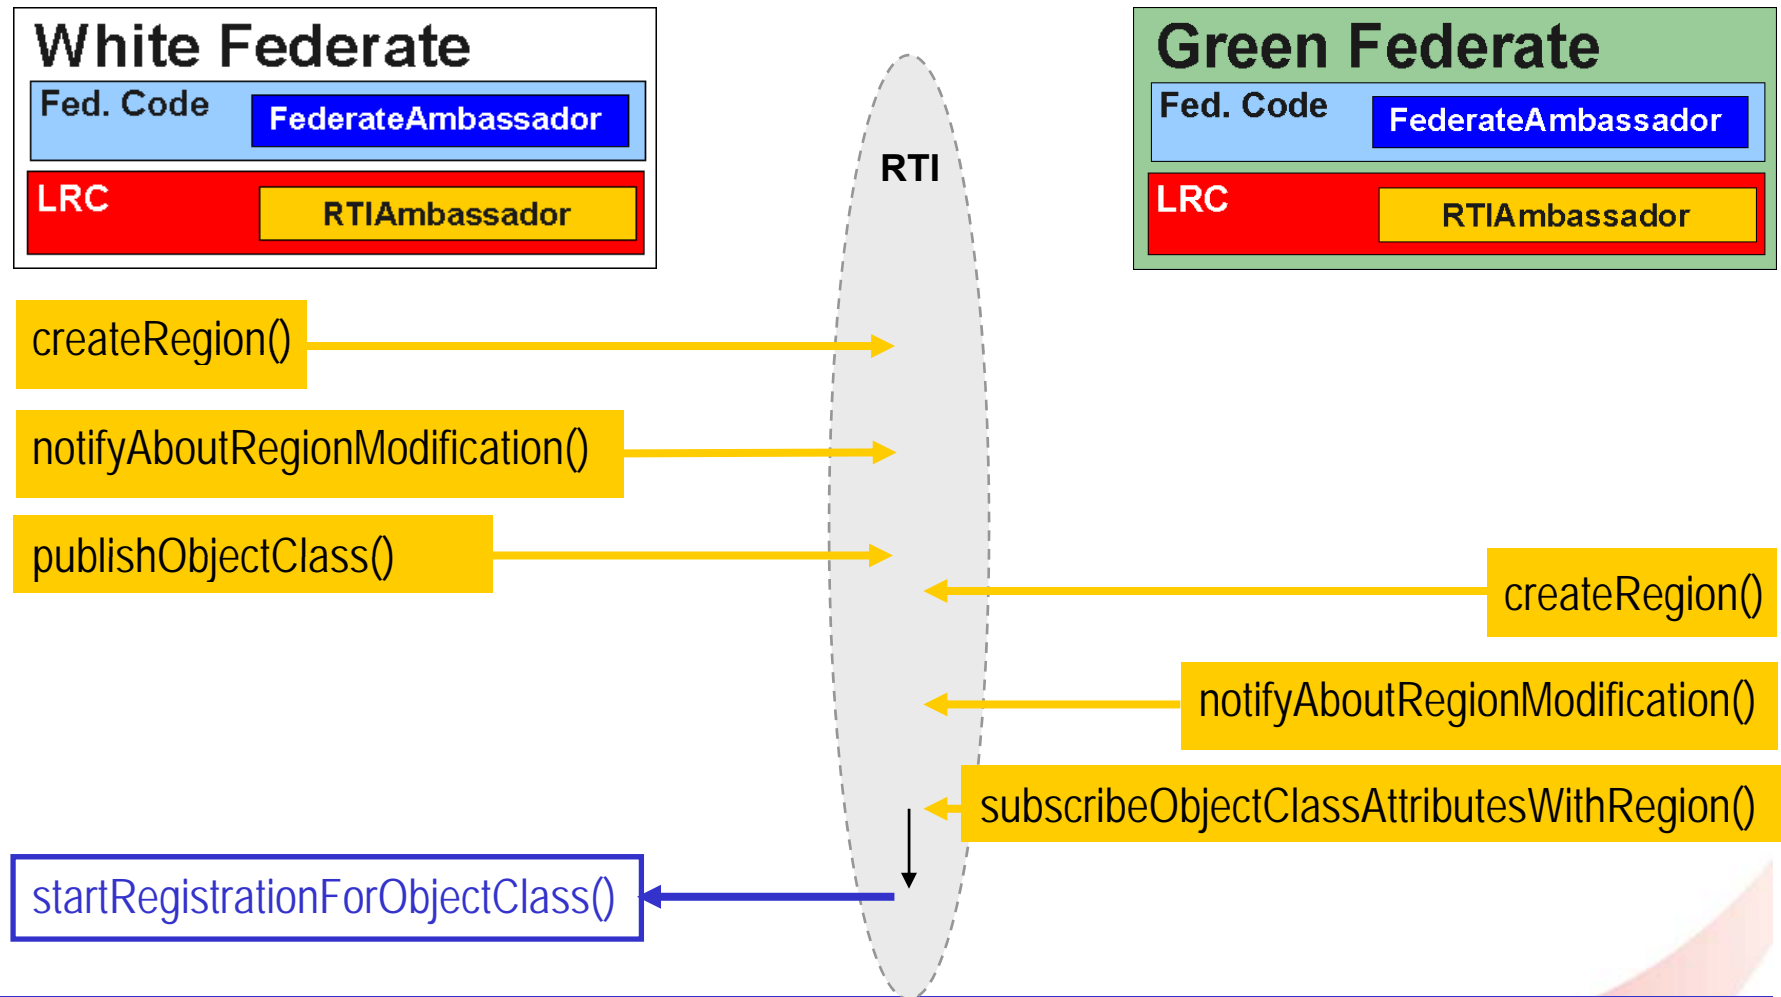 White Federate
Fed. Code
FederateAmbassador
LRC
RTIAmbassador
RTI
Green Federate
Fed. Code
FederateAmbassador
LRC
RTIAmbassador
createRegion()
notifyAboutRegionModification()
publishObjectClass()
createRegion()
notifyAboutRegionModification()
subscribeObjectClassAttributesWithRegion()
startRegistrationForObjectClass()